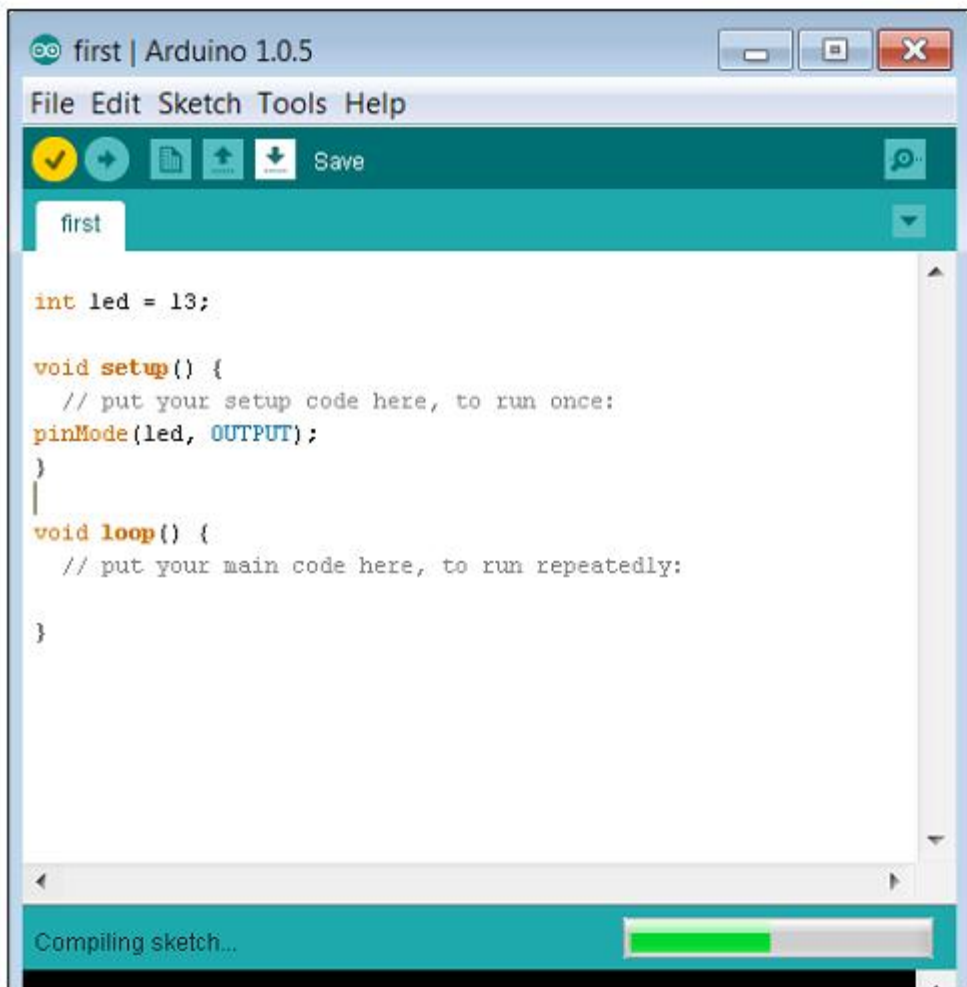 first | Arduino 1.0.5
File Edit Sketch Tools Help
Save
first
int led = 13;
void setup() {
// put your setup code here, to run once:
pinMode(led, OUTPUT);
}
void loop() {
// put your main code here, to run repeatedly:
}
Compiling sketch...